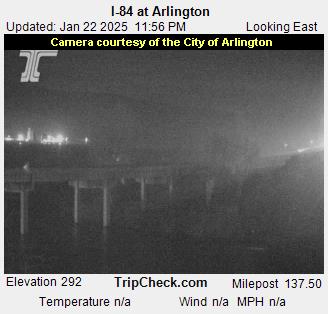 I-84 at Arlington
Updated: Jan 22 2025 11:56 PM Looking East
Camera courtesy of the City of Arlington
Elevation 292 TripCheck.com Milepost 137.50
Temperature n/a Wind n/a MPH n/a